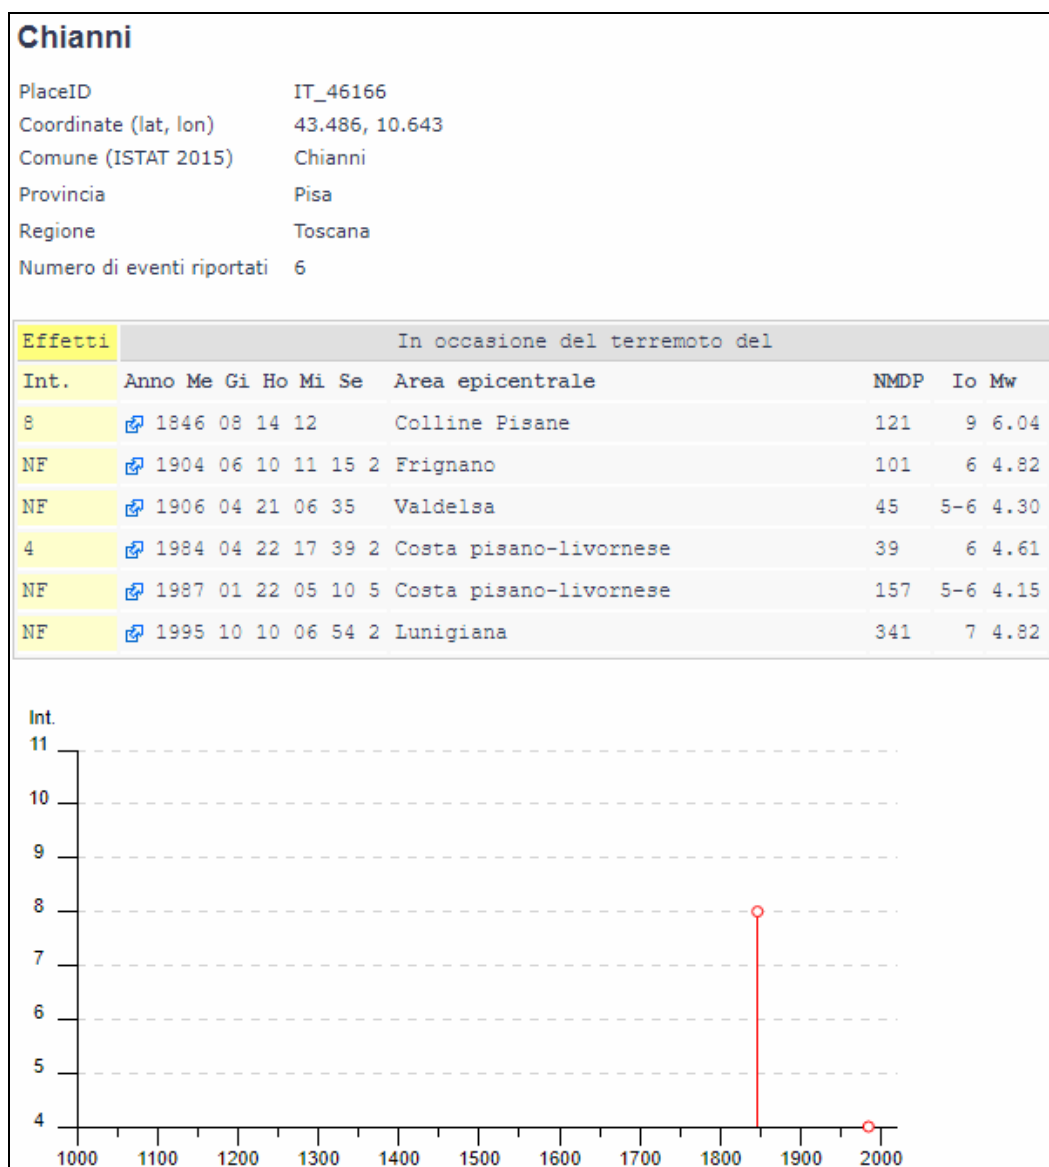 Chianni
PlaceID IT_46166
Coordinate (lat, lon) 43.486, 10.643
Comune (ISTAT 2015) Chianni
Provincia Pisa
Regione Toscana
Numero di eventi riportati 6
Effetti In occasione del terremoto del
Int. Anno Me Gi Ho Mi Se Area epicentrale NMDP Io Mw
8 1846 08 14 12 Colline Pisane 121 9 6.04
NF 1904 06 10 11 15 2 Frignano 101 6 4.82
NF 1906 04 21 06 35 Valdelsa 45 5-6 4.30
4 1984 04 22 17 39 2 Costa pisano-livornese 39 6 4.61
NF 1987 01 22 05 10 5 Costa pisano-livornese 157 5-6 4.15
NF 1995 10 10 06 54 2 Lunigiana 341 7 4.82
Int.
11
10
9
8
7
6
5
4
1000 1100 1200 1300 1400 1500 1600 1700 1800 1900 2000